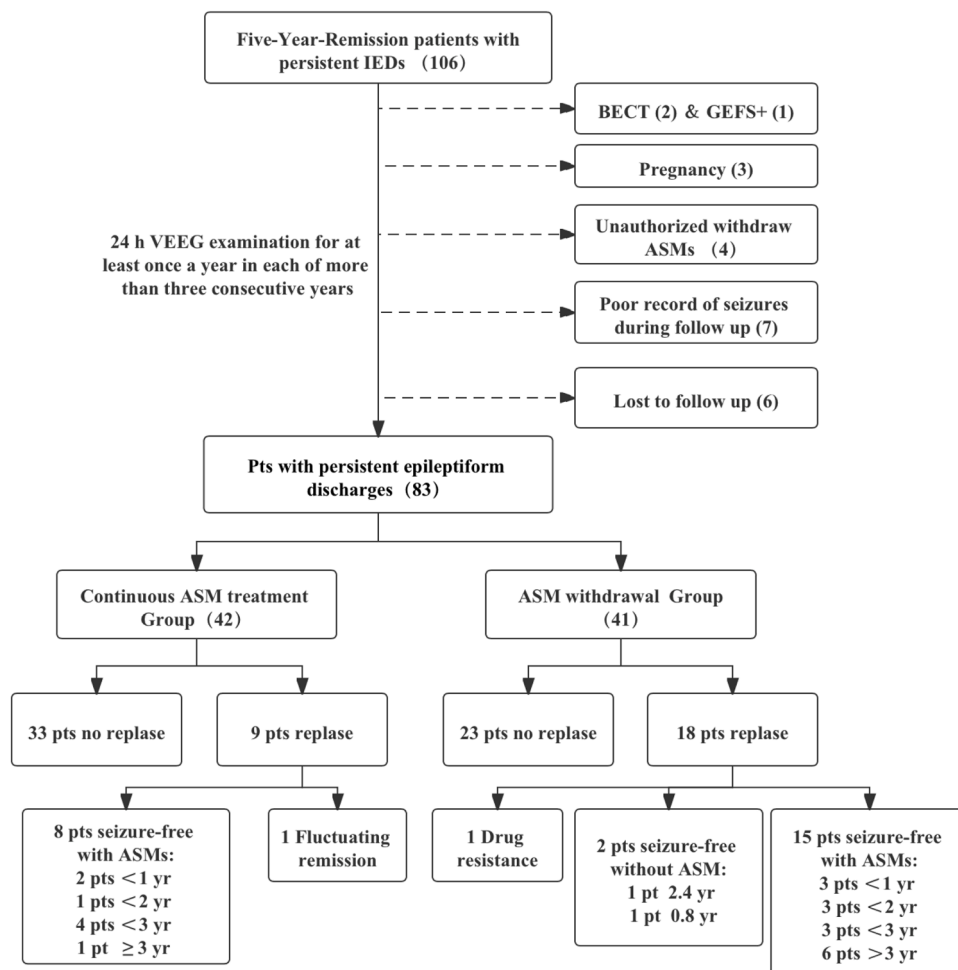 Five-Year-Remission patients with
persistent IEDs （106）
BECT (2) & GEFS+ (1)
Pregnancy (3)
24 h VEEG examination for at
least once a year in each of more
than three consecutive years
Unauthorized withdraw
ASMs （4）
Poor record of seizures
during follow up (7)
Lost to follow up (6)
Pts with persistent epileptiform
discharges（83）
Continuous ASM treatment
Group（42）
ASM withdrawal Group
（41）
33 pts no replase
9 pts replase
23 pts no replase
18 pts replase
8 pts seizure-free
with ASMs:
2 pts ＜1 yr
1 pts ＜2 yr
4 pts ＜3 yr
1 pt ≥3 yr
1 Fluctuating
remission
1 Drug
resistance
2 pts seizure-free
without ASM:
1 pt 2.4 yr
1 pt 0.8 yr
15 pts seizure-free
with ASMs:
3 pts ＜1 yr
3 pts ＜2 yr
3 pts ＜3 yr
6 pts ＞3 yr